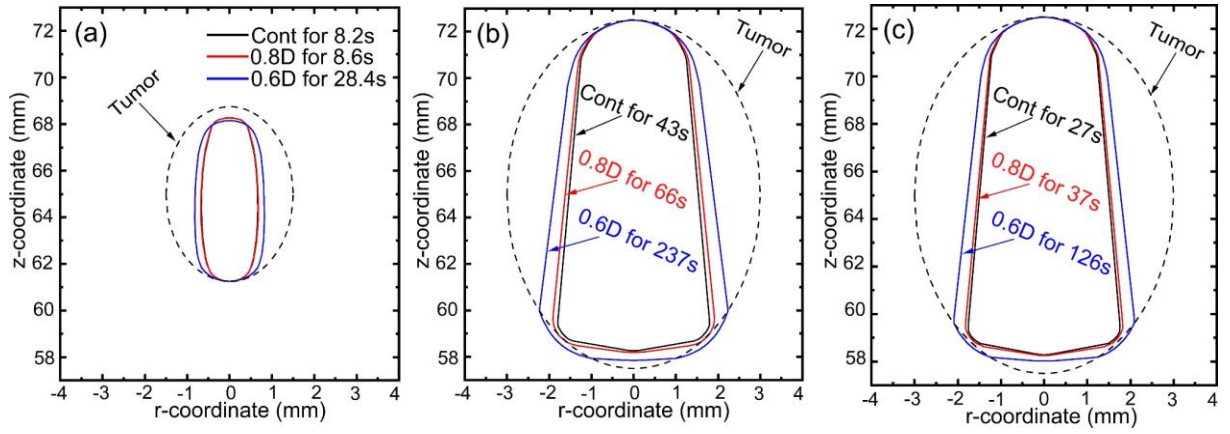 (a)
Cont for 8.2s
0.8D for 8.6s
0.6D for 28.4s
Tumor
72
70
68
66
64
62
60
58
-4 -3 -2 -1 0 1 2 3 4
r-coordinate (mm)
z-coordinate (mm)
(b)
Tumor
Cont for 43s
0.8D for 66s
0.6D for 237s
72
70
68
66
64
62
60
58
-4 -3 -2 -1 0 1 2 3 4
r-coordinate (mm)
z-coordinate (mm)
(c)
Tumor
Cont for 27s
0.8D for 37s
0.6D for 126s
72
70
68
66
64
62
60
58
-4 -3 -2 -1 0 1 2 3 4
r-coordinate (mm)
z-coordinate (mm)